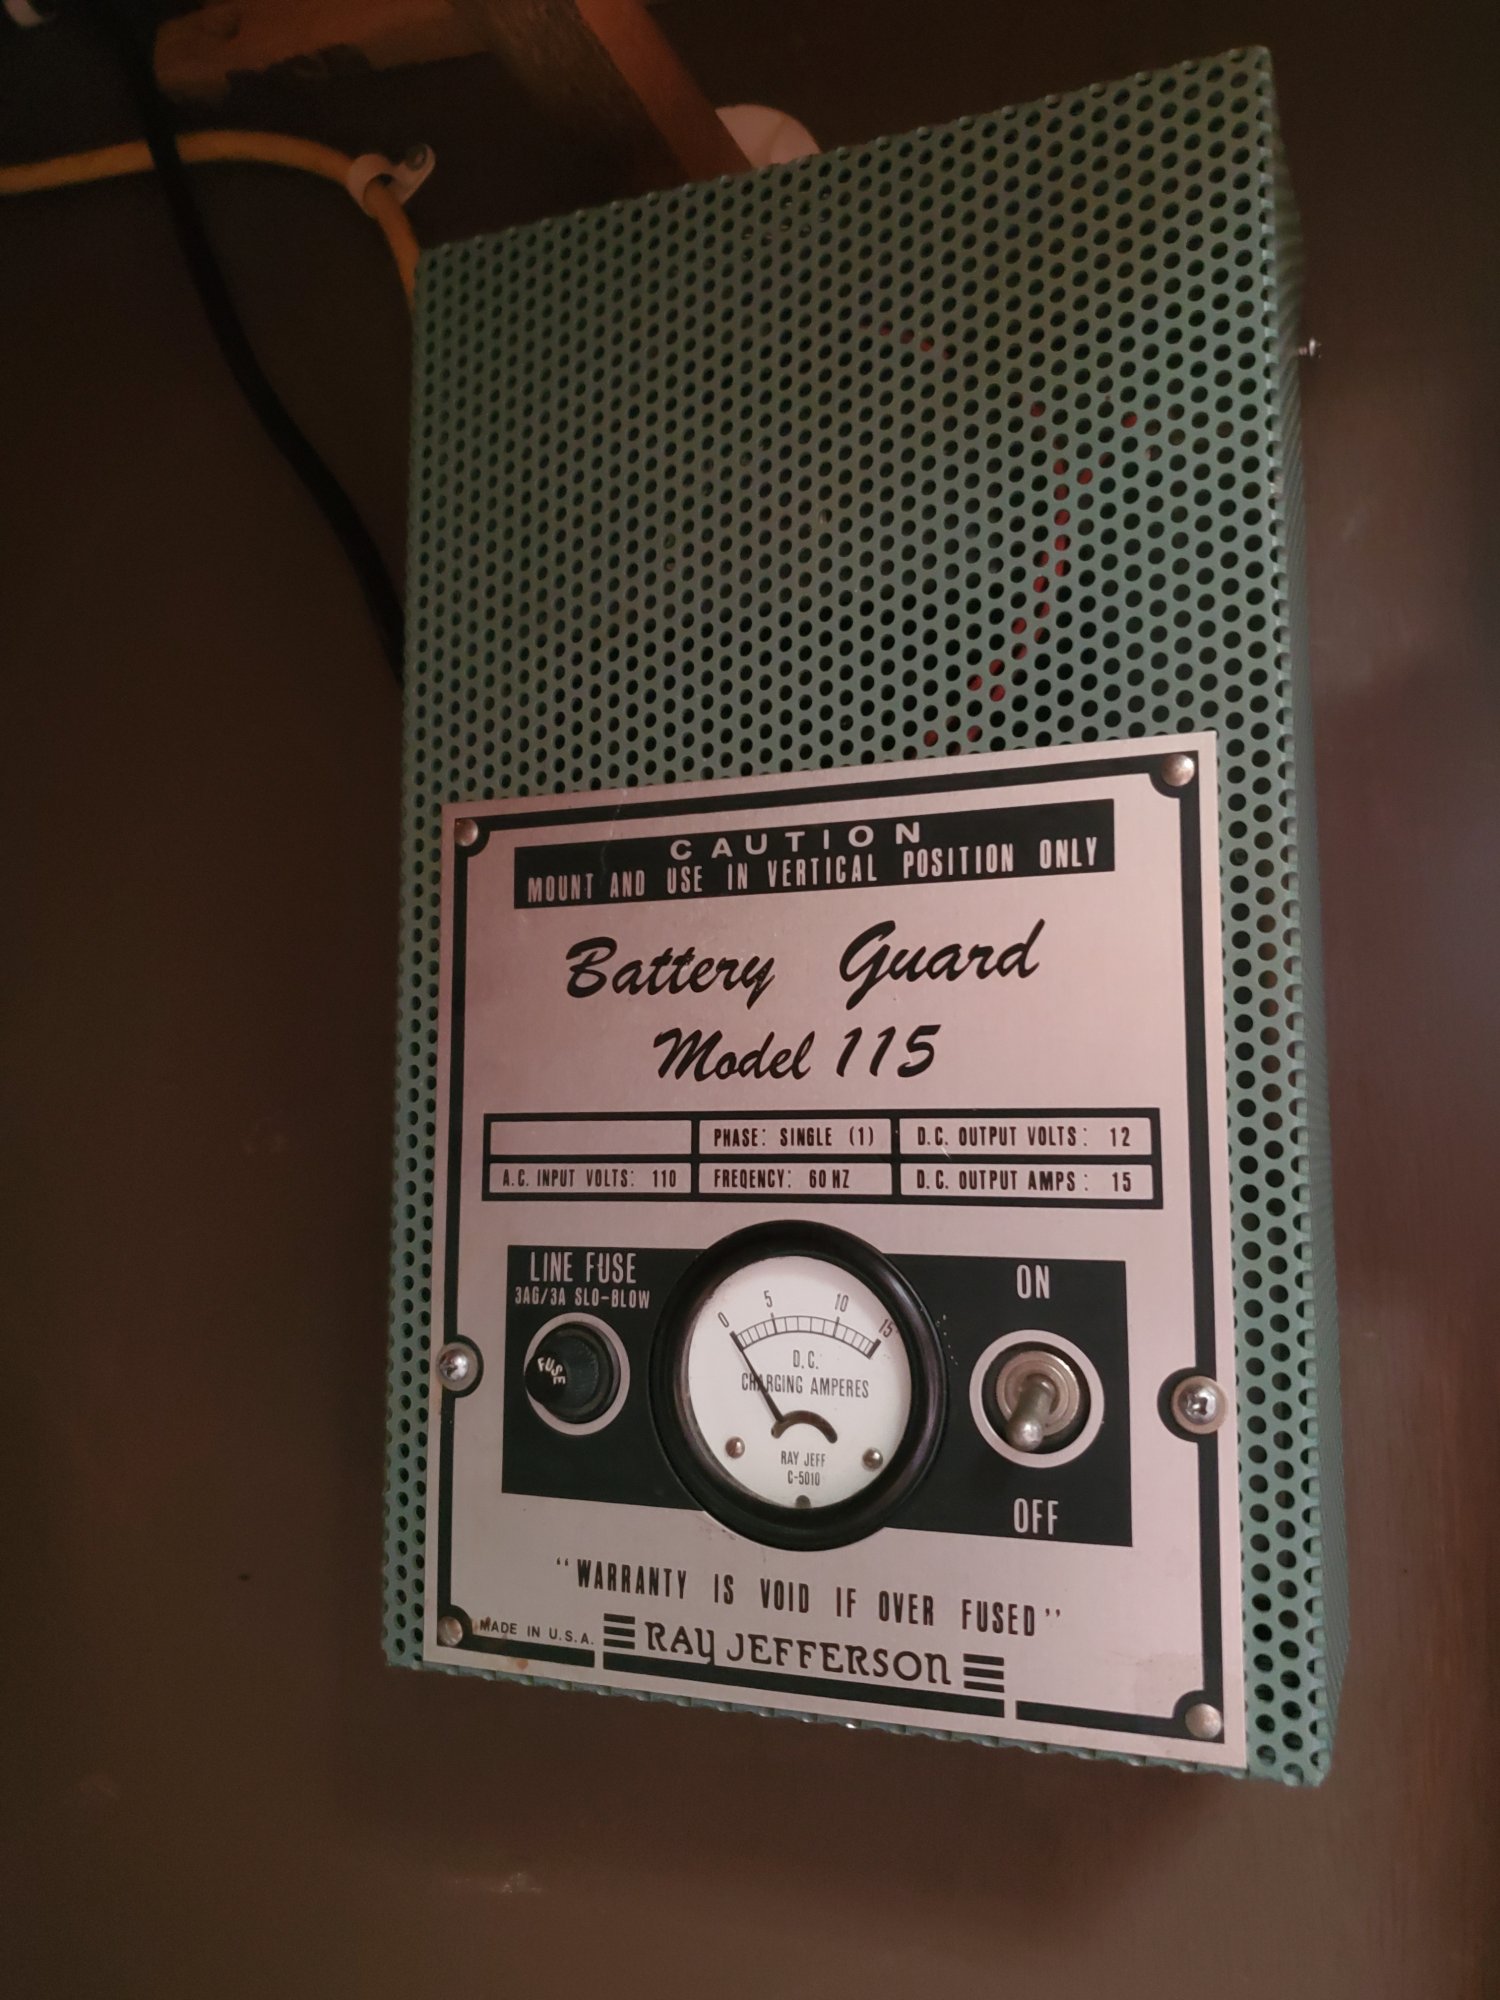 CAUTION
MOUNT AND USE IN VERTICAL POSITION ONLY
Battery Guard
Model 115
PHASE: SINGLE (1)
D.C. OUTPUT VOLTS: 12
A.C. INPUT VOLTS: 110
FREQENCY: 60 HZ
D.C. OUTPUT AMPS: 15
LINE FUSE
3AG/3A SLO-BLOW
FUSE
0 5 10 15
D.C.
CHARGING AMPERES
RAY JEFF
C-5010
ON
OFF
"WARRANTY IS VOID IF OVER FUSED"
MADE IN U.S.A.
RAY JEFFERSON